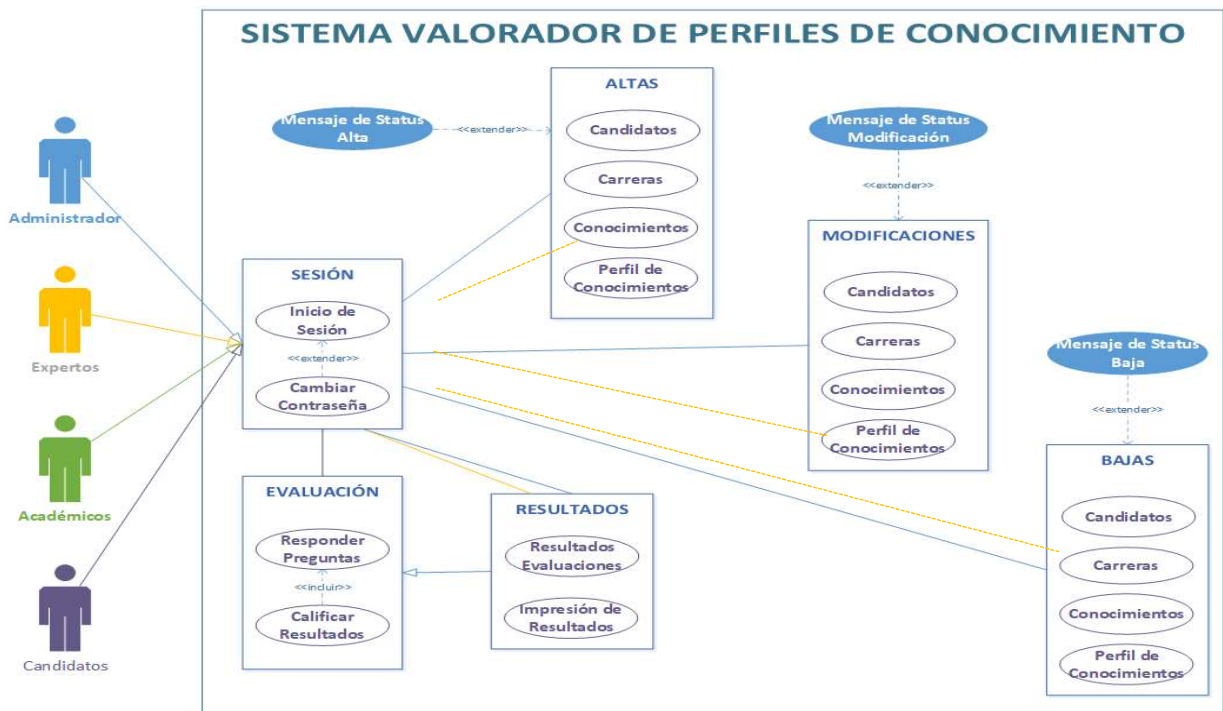 SISTEMA VALORADOR DE PERFILES DE CONOCIMIENTO
Administrador
Expertos
Académicos
Candidatos
Mensaje de Status
Alta
<<extender>>
ALTAS
Candidatos
Carreras
Conocimientos
Perfil de
Conocimientos
Mensaje de Status
Modificación
<<extender>>
MODIFICACIONES
Candidatos
Carreras
Conocimientos
Perfil de
Conocimientos
SESIÓN
Inicio de
Sesión
<<extender>>
Cambiar
Contraseña
Mensaje de Status
Baja
<<extender>>
BAJAS
Candidatos
Carreras
Conocimientos
Perfil de
Conocimientos
EVALUACIÓN
Responder
Preguntas
<<incluir>>
Calificar
Resultados
RESULTADOS
Resultados
Evaluaciones
Impresión de
Resultados